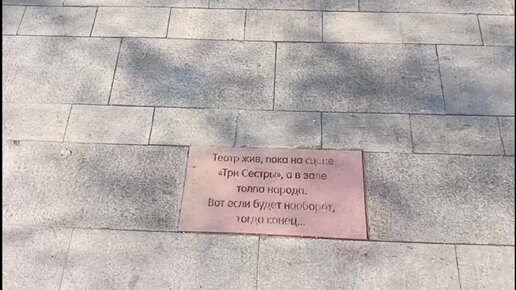 Театр жив, пока на сцене
«Три Сестры», а в зале
толпа народа.
Вот если будет наоборот,
тогда конец...